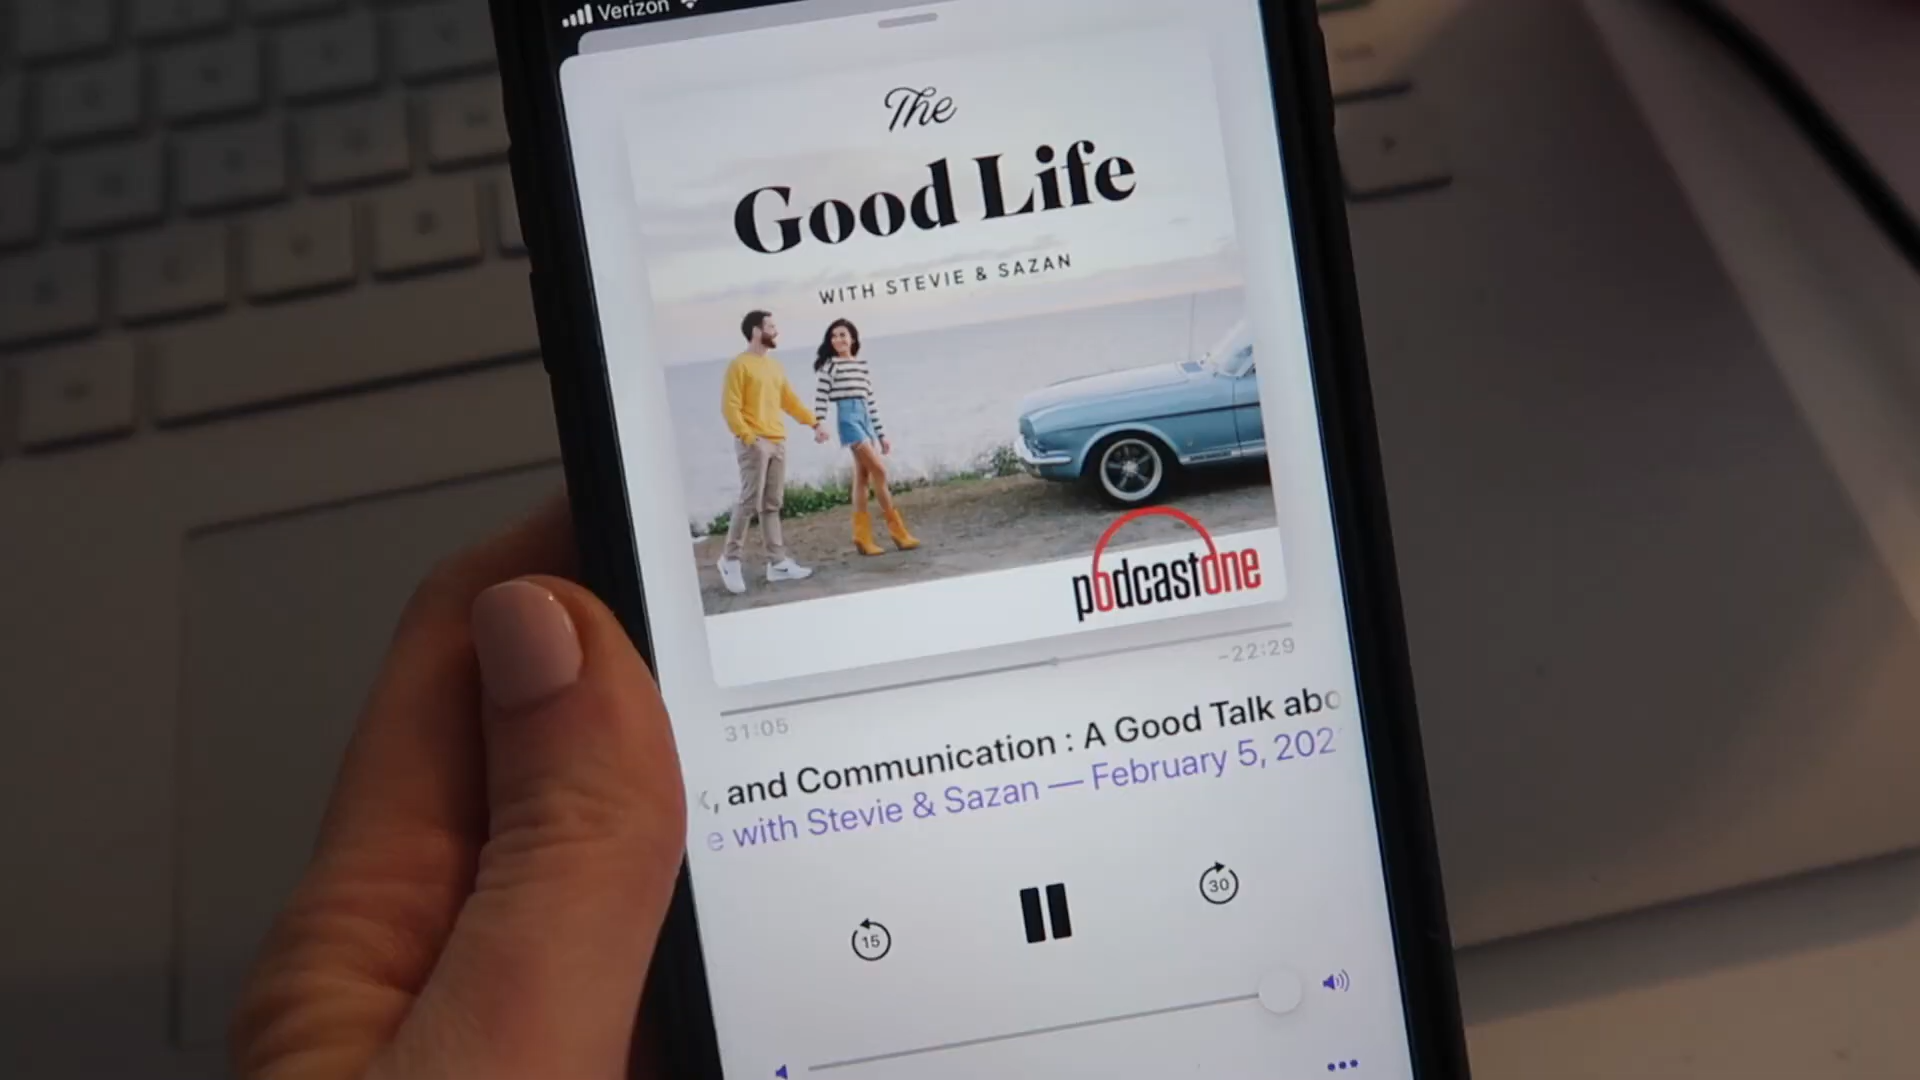 Verizon
The
Good Life
WITH STEVIE & SAZAN
podcastone
31:05
-22:29
, and Communication : A Good Talk abo
e with Stevie & Sazan — February 5, 202
15
30